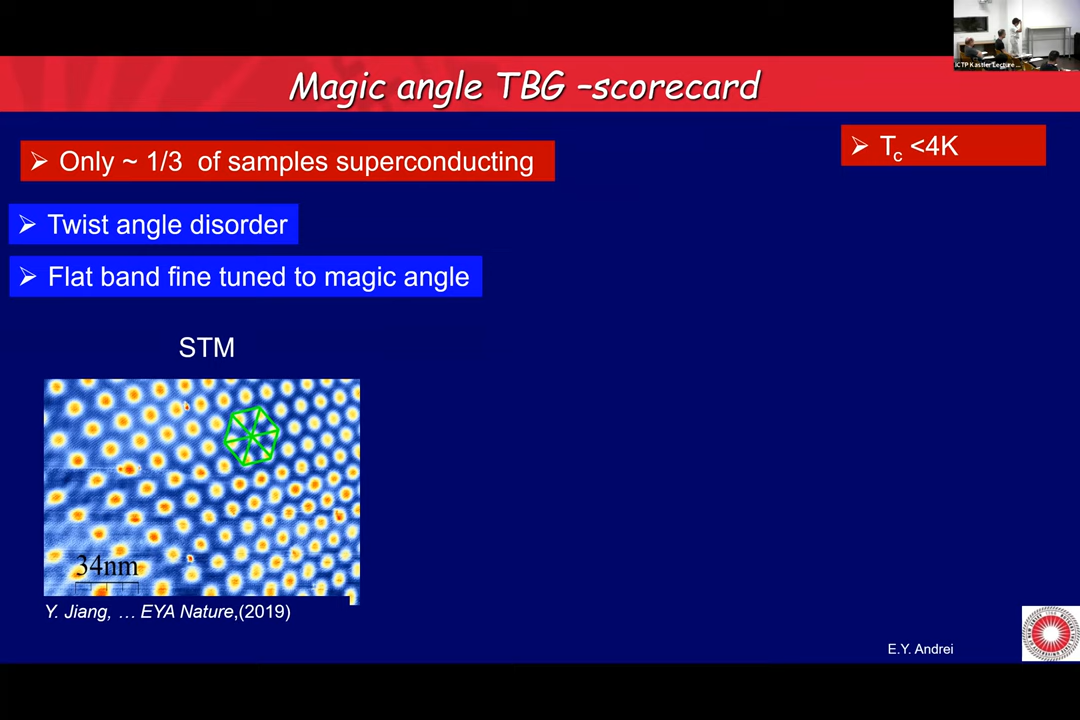 ICTP Kastler Lecture ...
Magic angle TBG –scorecard
➢ Only ~ 1/3 of samples superconducting
➢ Tc <4K
➢ Twist angle disorder
➢ Flat band fine tuned to magic angle
STM
34nm
Y. Jiang, … EYA Nature,(2019)
E.Y. Andrei